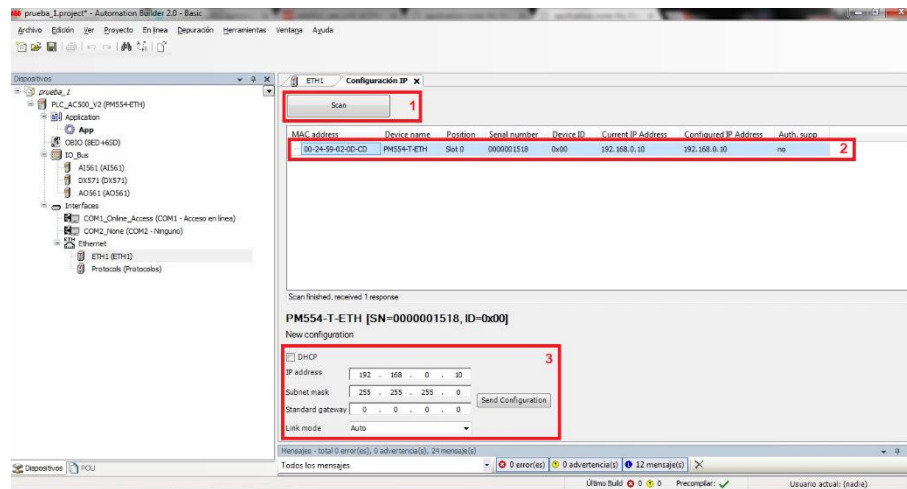 prueba_1.project* - Automation Builder 2.0 - Basic
Archivo Edición Ver Proyecto En línea Depuración Herramientas Ventana Ayuda
Dispositivos
prueba_1
PLC_AC500_V2 (PM554-ETH)
Application
App
OBIO (8ED +6SD)
IO_Bus
AI561 (AI561)
DX571 (DX571)
AO561 (AO561)
Interfaces
COM1_Online_Access (COM1 - Acceso en línea)
COM2_None (COM2 - Ninguno)
Ethernet
ETH1 (ETH1)
Protocols (Protocolos)
Dispositivos POU
ETH1 Configuración IP
Scan 1
MAC address Device name Position Serial number Device ID Current IP Address Configured IP Address Auth. supp
00-24-59-02-0D-CD PM554-T-ETH Slot 0 0000001518 0x00 192.168.0.10 192.168.0.10 no 2
Scan finished, received 1 response
PM554-T-ETH [SN=0000001518, ID=0x00]
New configuration
DHCP 3
IP address 192 . 168 . 0 . 10
Subnet mask 255 . 255 . 255 . 0
Send Configuration
Standard gateway 0 . 0 . 0 . 0
Link mode Auto
Mensajes - total 0 error(es), 0 advertencia(s), 24 mensaje(s)
Todos los mensajes 0 error(es) 0 advertencia(s) 12 mensaje(s)
Último Build 0 0 Precompilar: Usuario actual: (nadie)